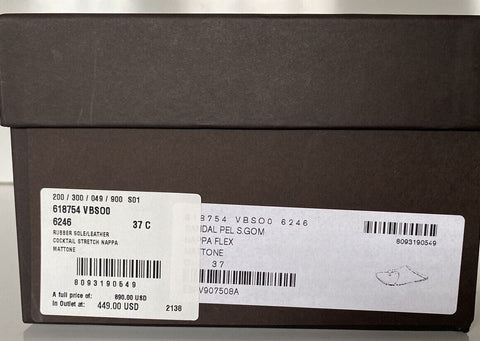 200 / 300 / 049 / 900 S01
618754 VBSO0
6246 37 C
RUBBER SOLE/LEATHER
COCKTAIL STRETCH NAPPA
MATTONE
8093190549
A full price of: 890.00 USD
In Outlet at: 449.00 USD 2138
618754 VBSO0 6246
NDAL PEL S.GOM
APPA FLEX
MATTONE
37
V907508A
8093190549